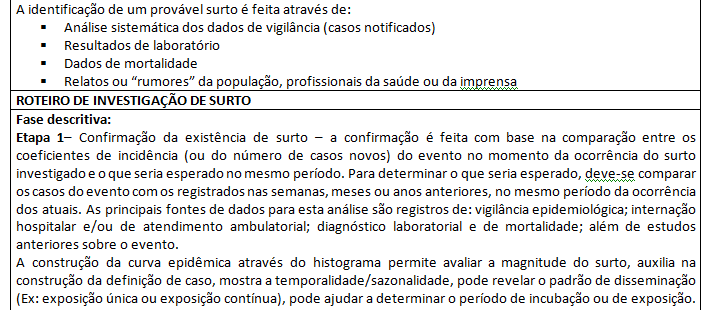 A identificação de um provável surto é feita através de:
▪ Análise sistemática dos dados de vigilância (casos notificados)
▪ Resultados de laboratório
▪ Dados de mortalidade
▪ Relatos ou “rumores” da população, profissionais da saúde ou da imprensa
ROTEIRO DE INVESTIGAÇÃO DE SURTO
Fase descritiva:
Etapa 1– Confirmação da existência de surto – a confirmação é feita com base na comparação entre os
coeficientes de incidência (ou do número de casos novos) do evento no momento da ocorrência do surto
investigado e o que seria esperado no mesmo período. Para determinar o que seria esperado, deve-se comparar
os casos do evento com os registrados nas semanas, meses ou anos anteriores, no mesmo período da ocorrência
dos atuais. As principais fontes de dados para esta análise são registros de: vigilância epidemiológica; internação
hospitalar e/ou de atendimento ambulatorial; diagnóstico laboratorial e de mortalidade; além de estudos
anteriores sobre o evento.
A construção da curva epidêmica através do histograma permite avaliar a magnitude do surto, auxilia na
construção da definição de caso, mostra a temporalidade/sazonalidade, pode revelar o padrão de disseminação
(Ex: exposição única ou exposição contínua), pode ajudar a determinar o período de incubação ou de exposição.